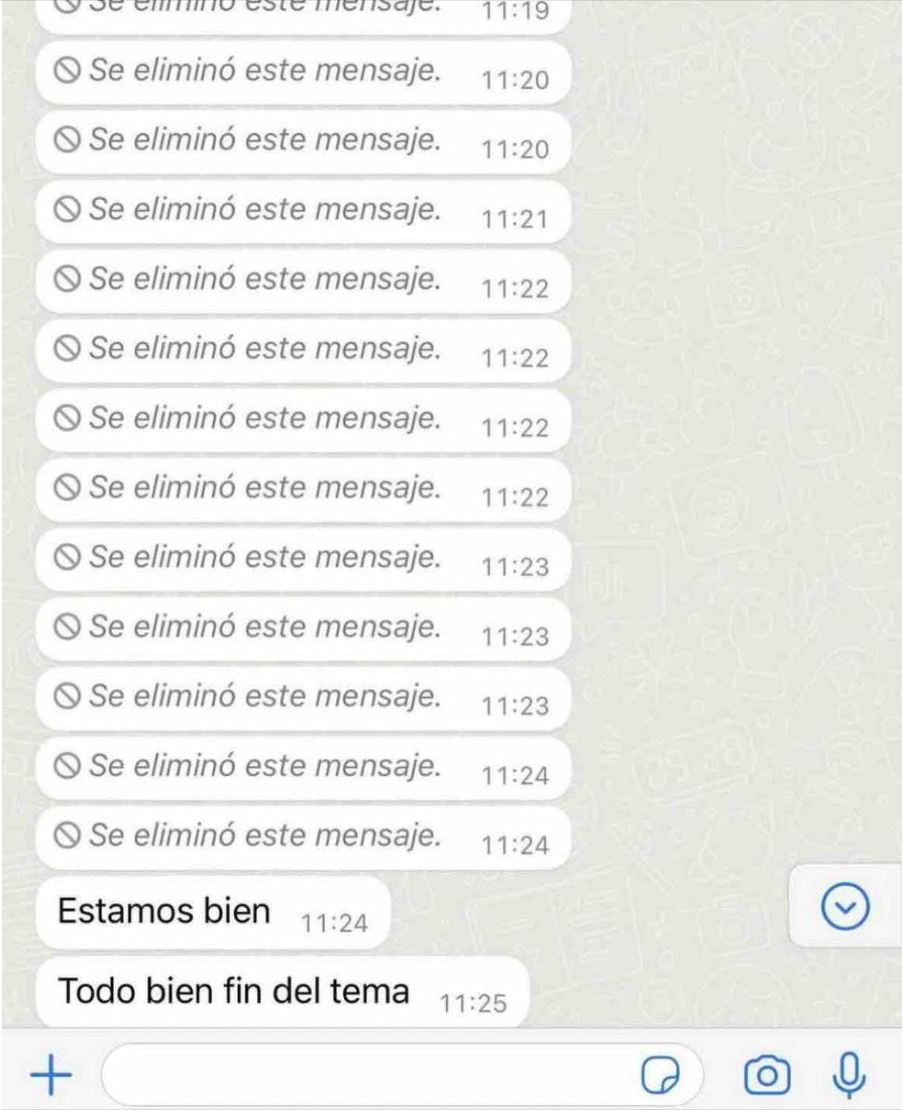 Se eliminó este mensaje. 11:19
Se eliminó este mensaje. 11:20
Se eliminó este mensaje. 11:20
Se eliminó este mensaje. 11:21
Se eliminó este mensaje. 11:22
Se eliminó este mensaje. 11:22
Se eliminó este mensaje. 11:22
Se eliminó este mensaje. 11:22
Se eliminó este mensaje. 11:23
Se eliminó este mensaje. 11:23
Se eliminó este mensaje. 11:23
Se eliminó este mensaje. 11:24
Se eliminó este mensaje. 11:24
Estamos bien 11:24
Todo bien fin del tema 11:25